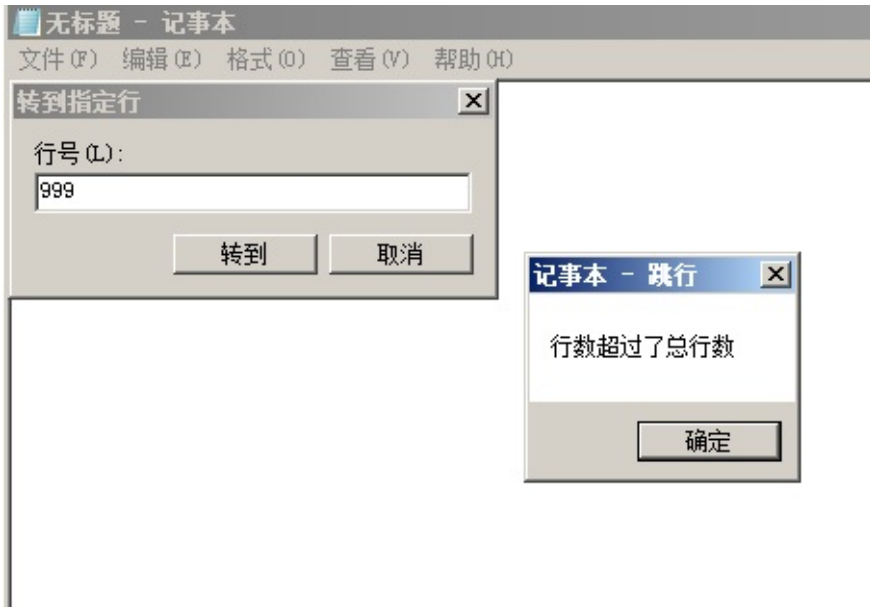 无标题 - 记事本
文件(F) 编辑(E) 格式(O) 查看(V) 帮助(H)
转到指定行
行号(L):
999
转到 取消
记事本 - 跳行
行数超过了总行数
确定